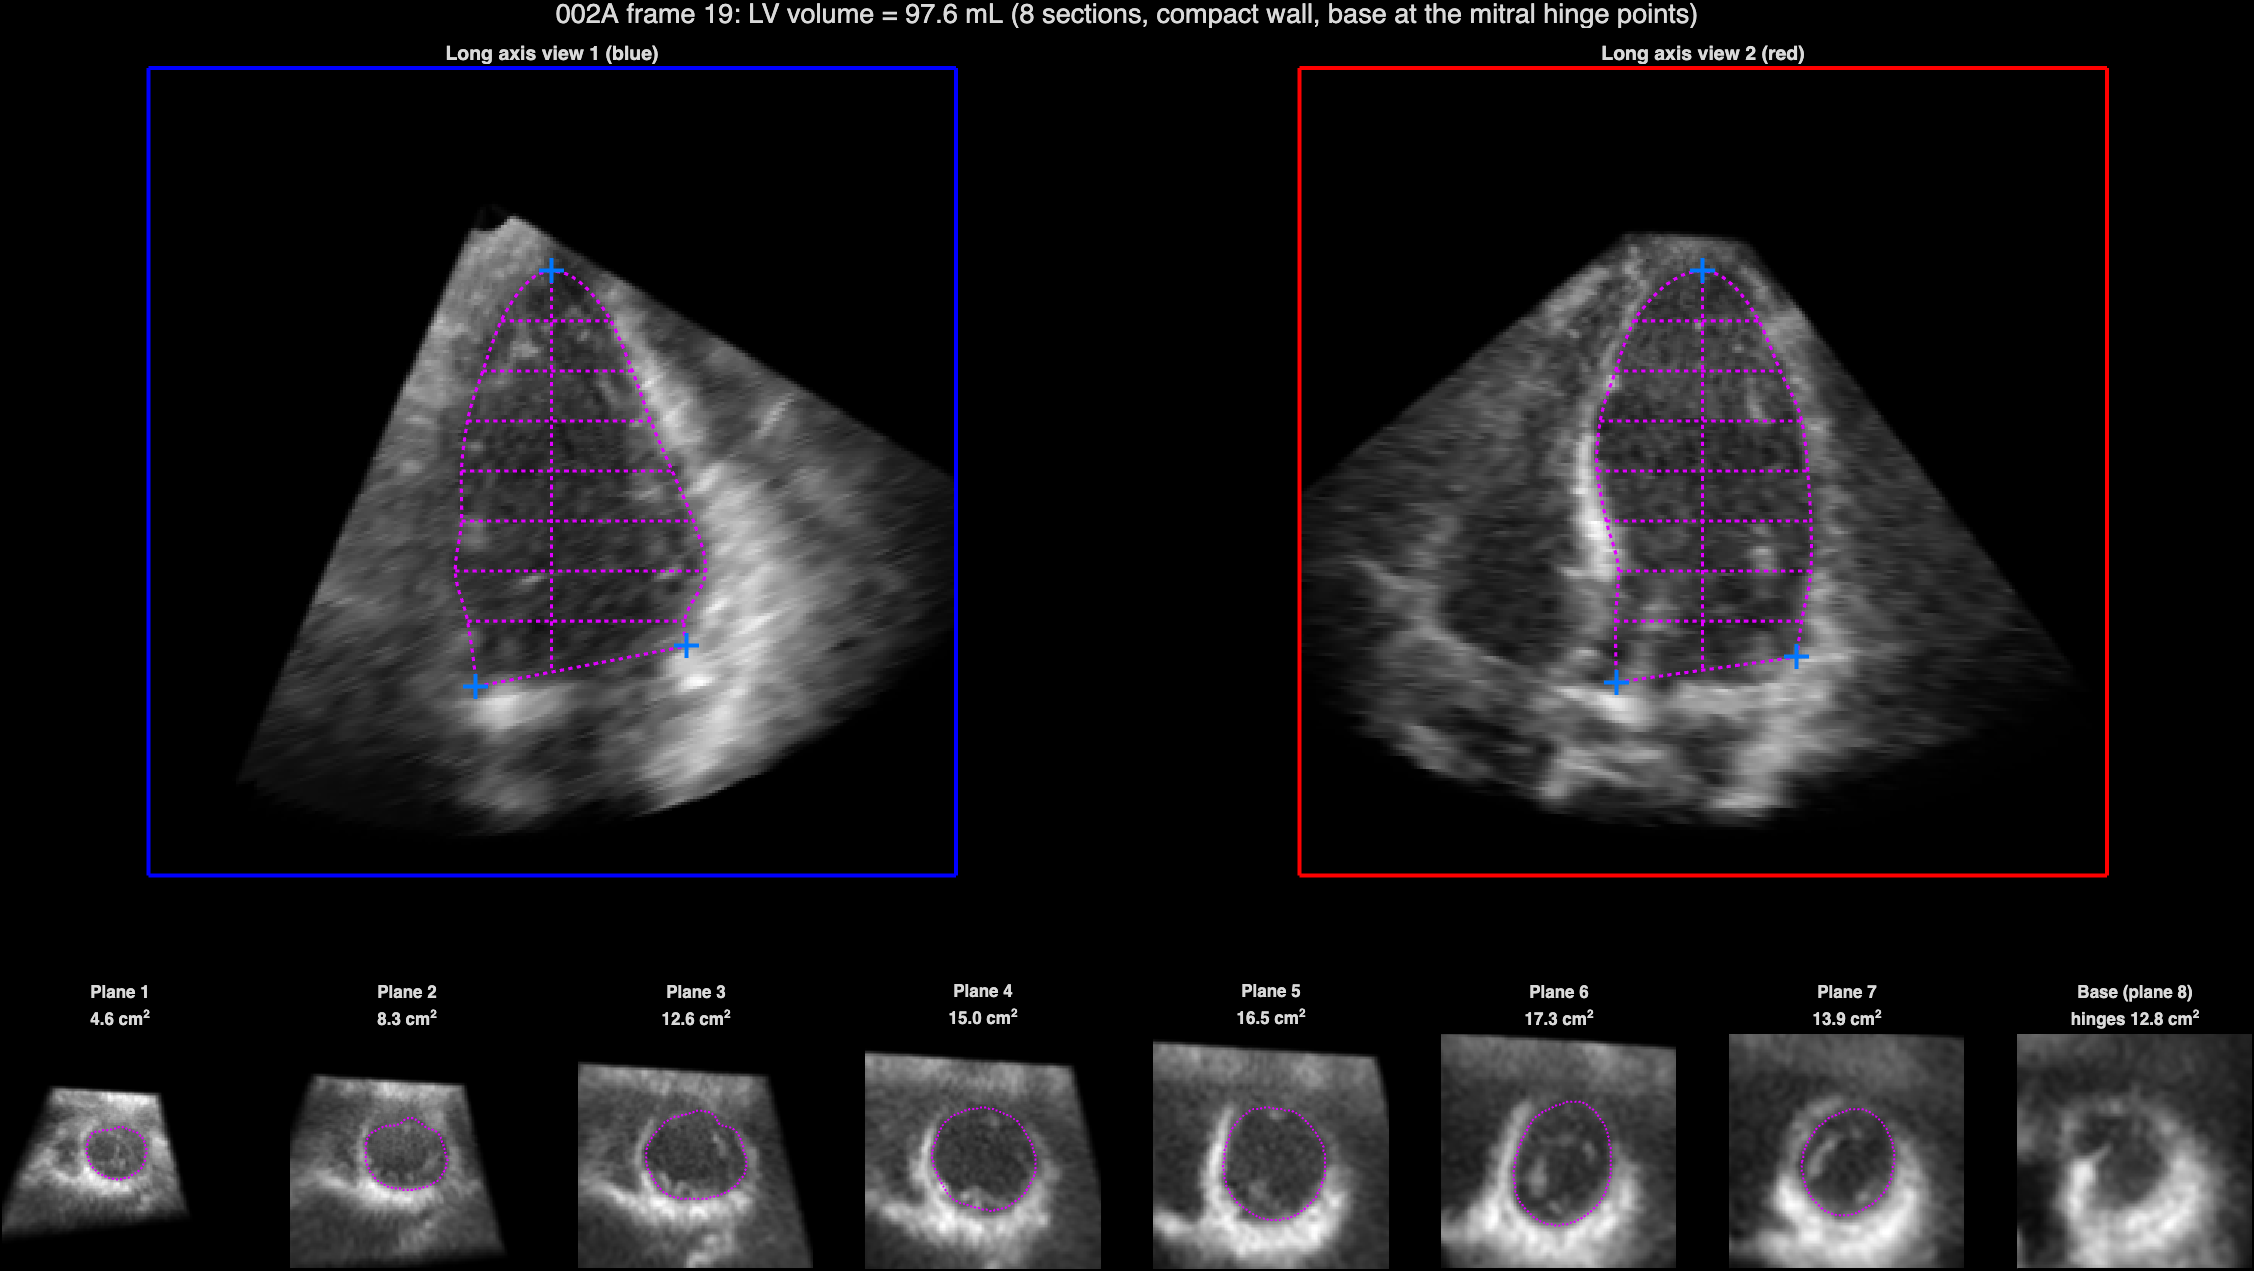 002A frame 19: LV volume = 97.6 mL (8 sections, compact wall, base at the mitral hinge points)
Long axis view 1 (blue)
Long axis view 2 (red)
Plane 1
4.6 cm²
Plane 2
8.3 cm²
Plane 3
12.6 cm²
Plane 4
15.0 cm²
Plane 5
16.5 cm²
Plane 6
17.3 cm²
Plane 7
13.9 cm²
Base (plane 8)
hinges 12.8 cm²